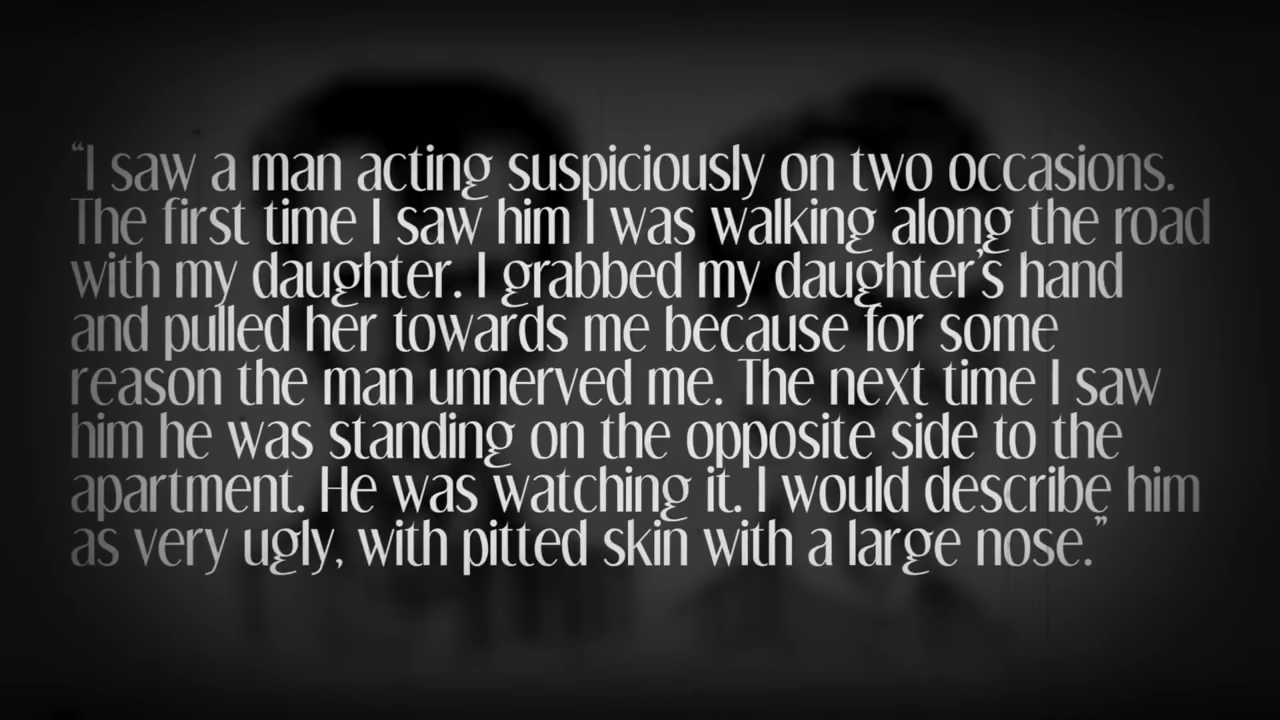 “I saw a man acting suspiciously on two occasions.
The first time I saw him I was walking along the road
with my daughter. I grabbed my daughter’s hand
and pulled her towards me because for some
reason the man unnerved me. The next time I saw
him he was standing on the opposite side to the
apartment. He was watching it. I would describe him
as very ugly, with pitted skin with a large nose.”